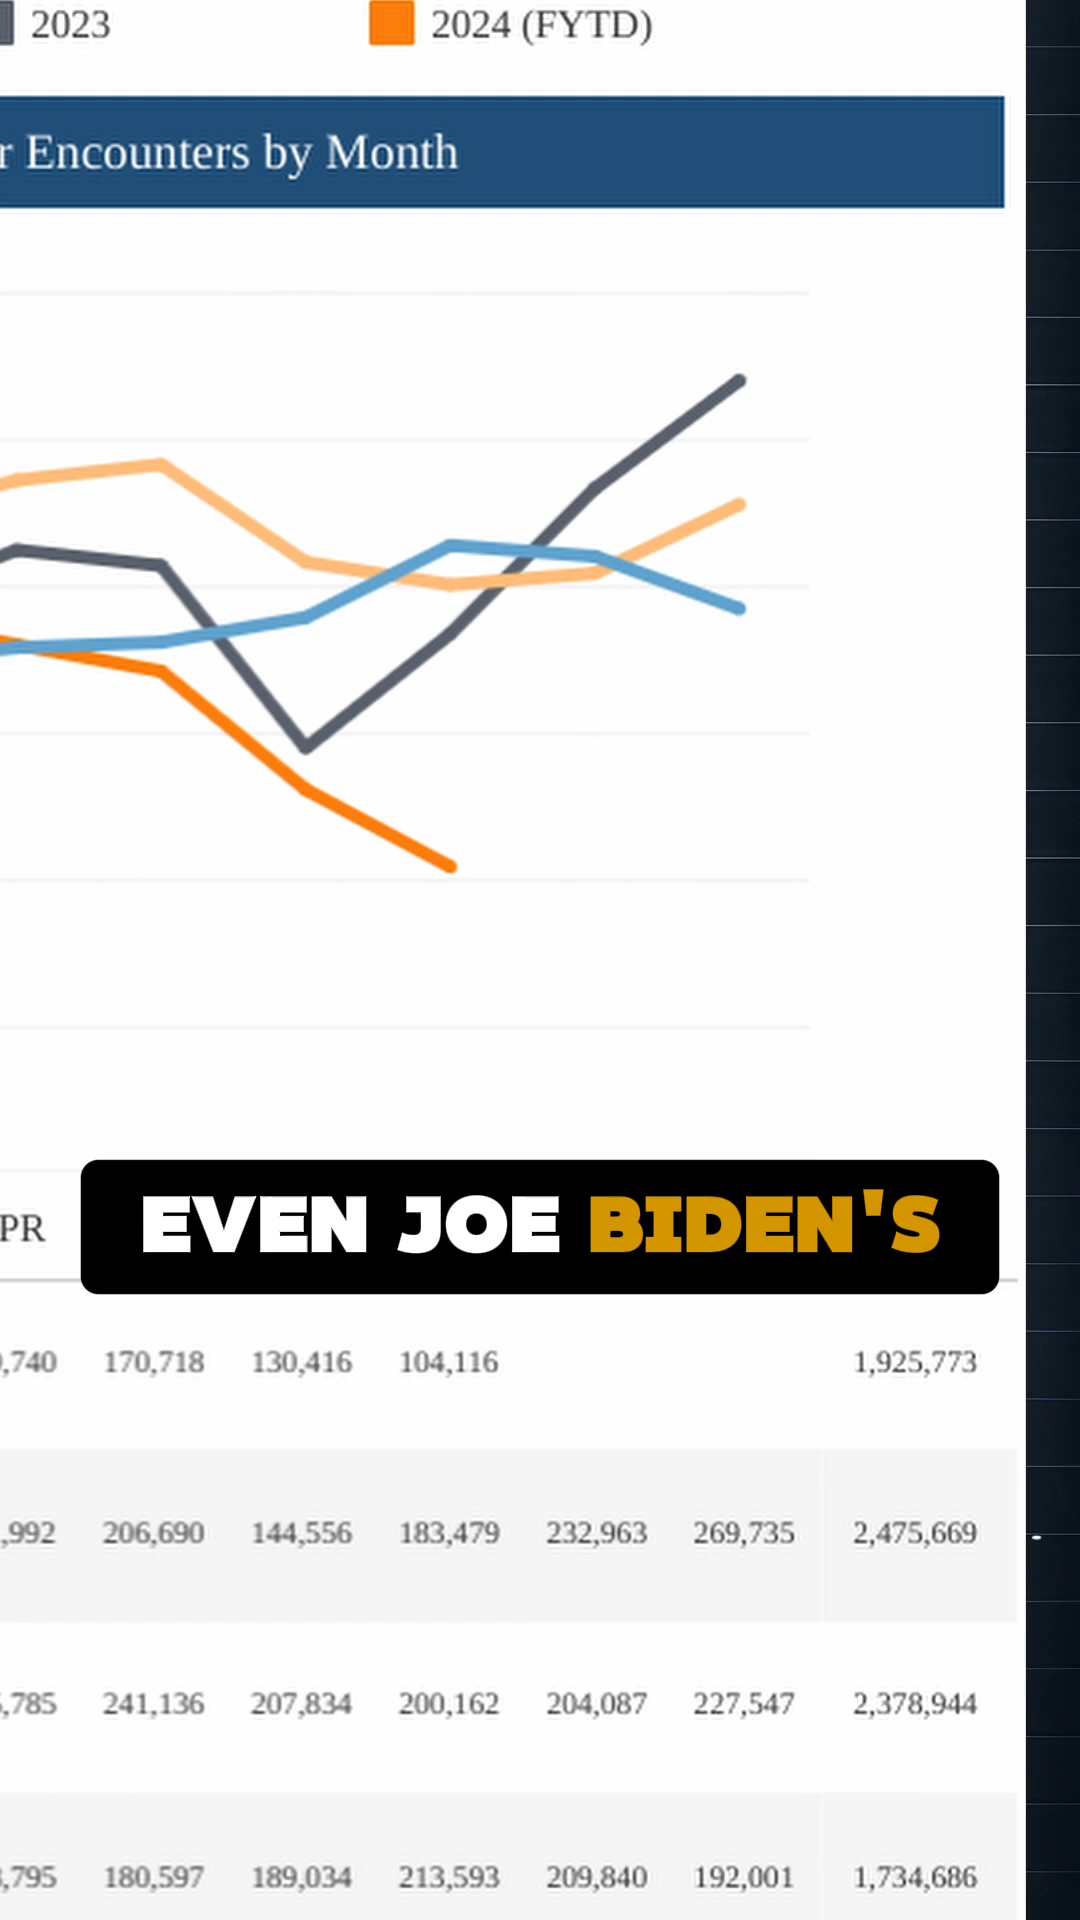 2023 2024 (FYTD)
r Encounters by Month
EVEN JOE BIDEN'S
PR
,740 170,718 130,416 104,116 1,925,773
,992 206,690 144,556 183,479 232,963 269,735 2,475,669
,785 241,136 207,834 200,162 204,087 227,547 2,378,944
,795 180,597 189,034 213,593 209,840 192,001 1,734,686